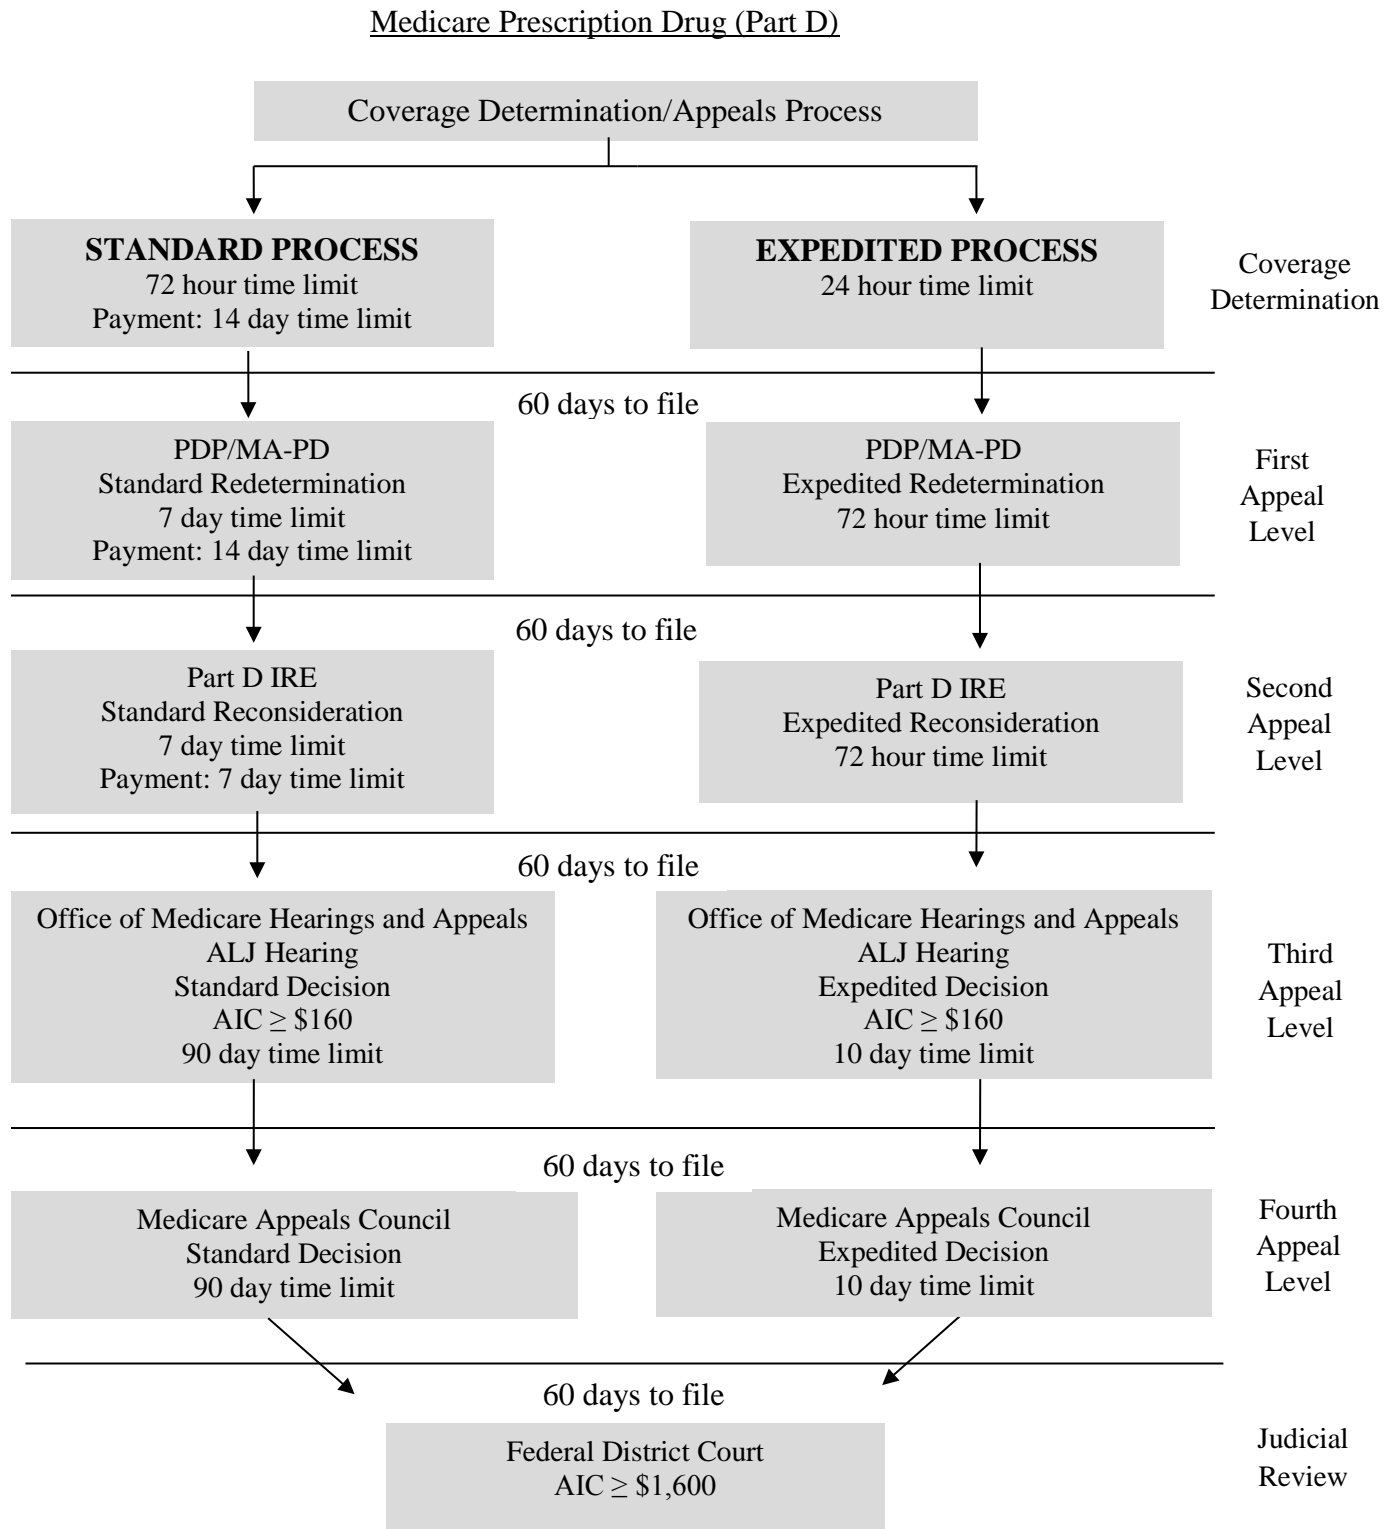 Medicare Prescription Drug (Part D)
Coverage Determination/Appeals Process
STANDARD PROCESS
72 hour time limit
Payment: 14 day time limit
EXPEDITED PROCESS
24 hour time limit
Coverage
Determination
60 days to file
PDP/MA-PD
Standard Redetermination
7 day time limit
Payment: 14 day time limit
PDP/MA-PD
Expedited Redetermination
72 hour time limit
First
Appeal
Level
60 days to file
Part D IRE
Standard Reconsideration
7 day time limit
Payment: 7 day time limit
Part D IRE
Expedited Reconsideration
72 hour time limit
Second
Appeal
Level
60 days to file
Office of Medicare Hearings and Appeals
ALJ Hearing
Standard Decision
AIC ≥ $160
90 day time limit
Office of Medicare Hearings and Appeals
ALJ Hearing
Expedited Decision
AIC ≥ $160
10 day time limit
Third
Appeal
Level
60 days to file
Medicare Appeals Council
Standard Decision
90 day time limit
Medicare Appeals Council
Expedited Decision
10 day time limit
Fourth
Appeal
Level
60 days to file
Federal District Court
AIC ≥ $1,600
Judicial
Review